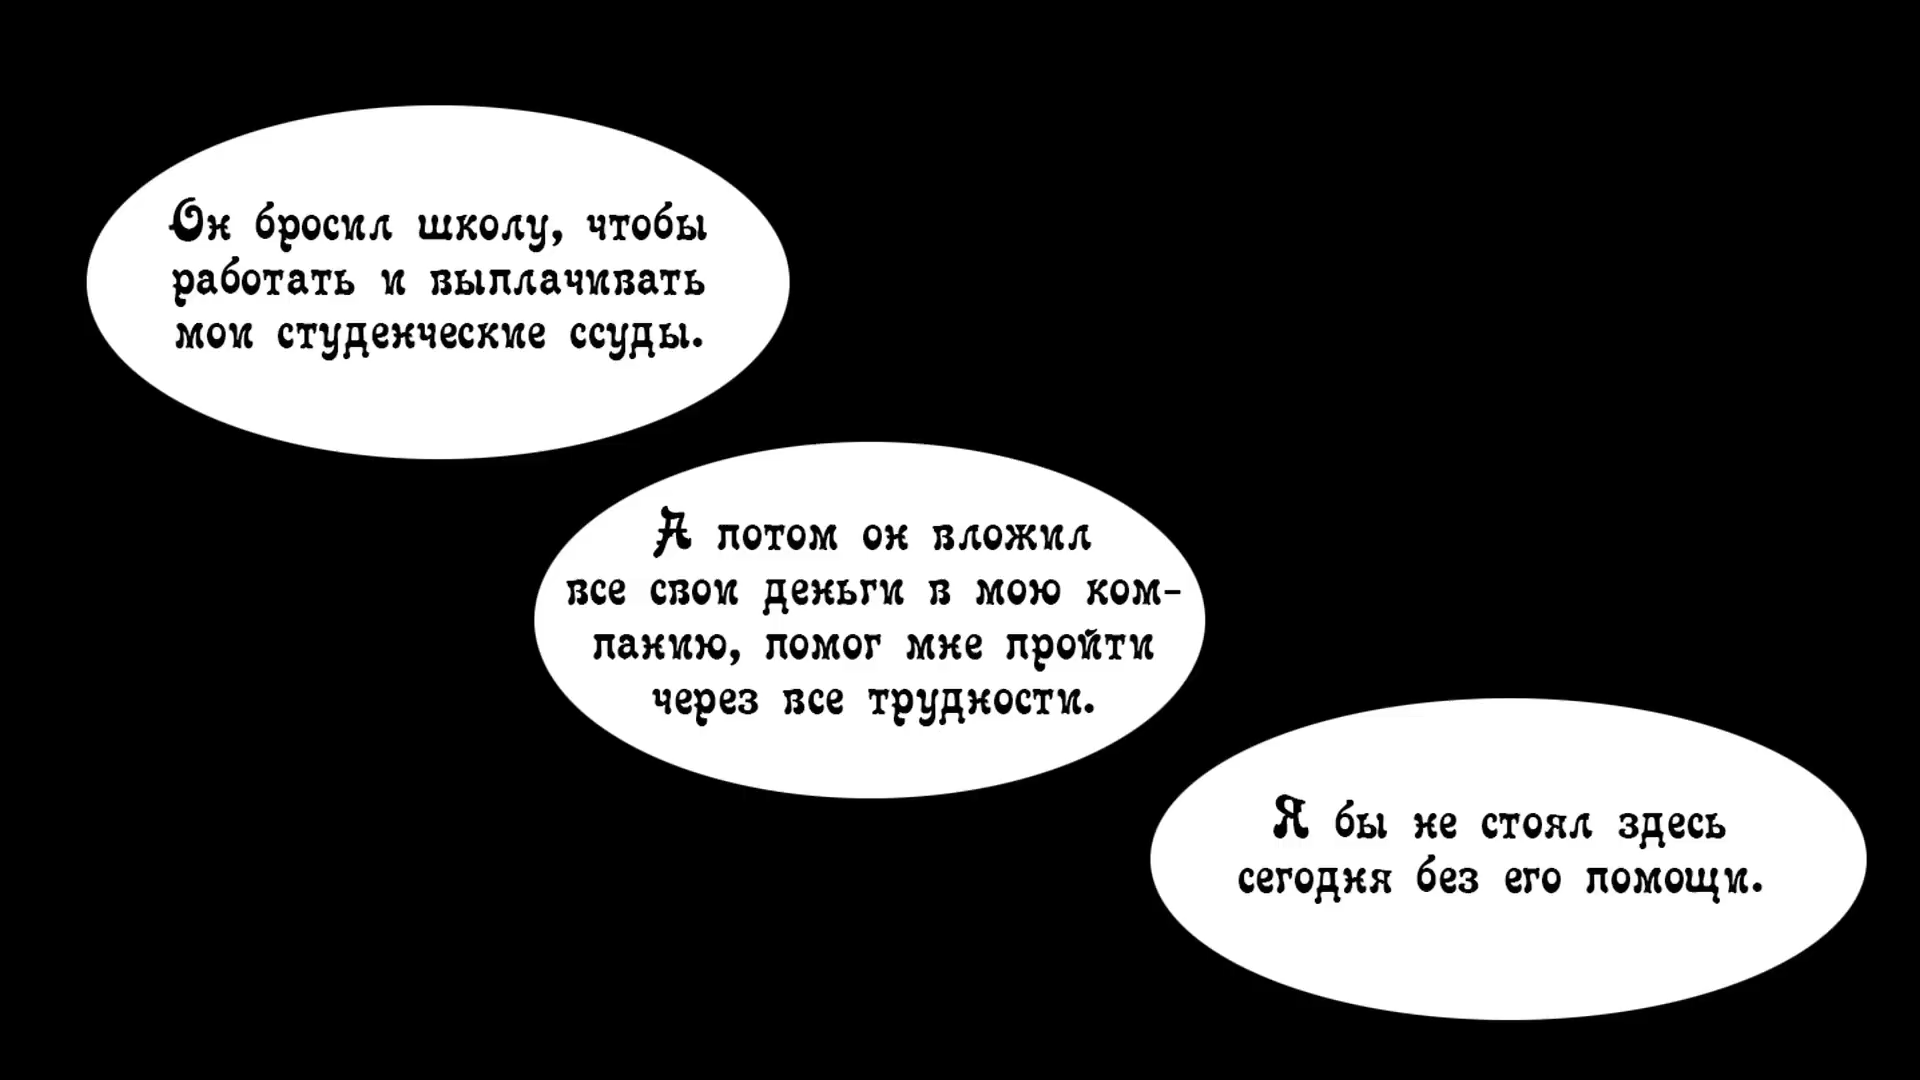 Он бросил школу, чтобы
работать и выплачивать
мои студенческие ссуды.
А потом он вложил
все свои деньги в мою ком-
панию, помог мне пройти
через все трудности.
Я бы не стоял здесь
сегодня без его помощи.